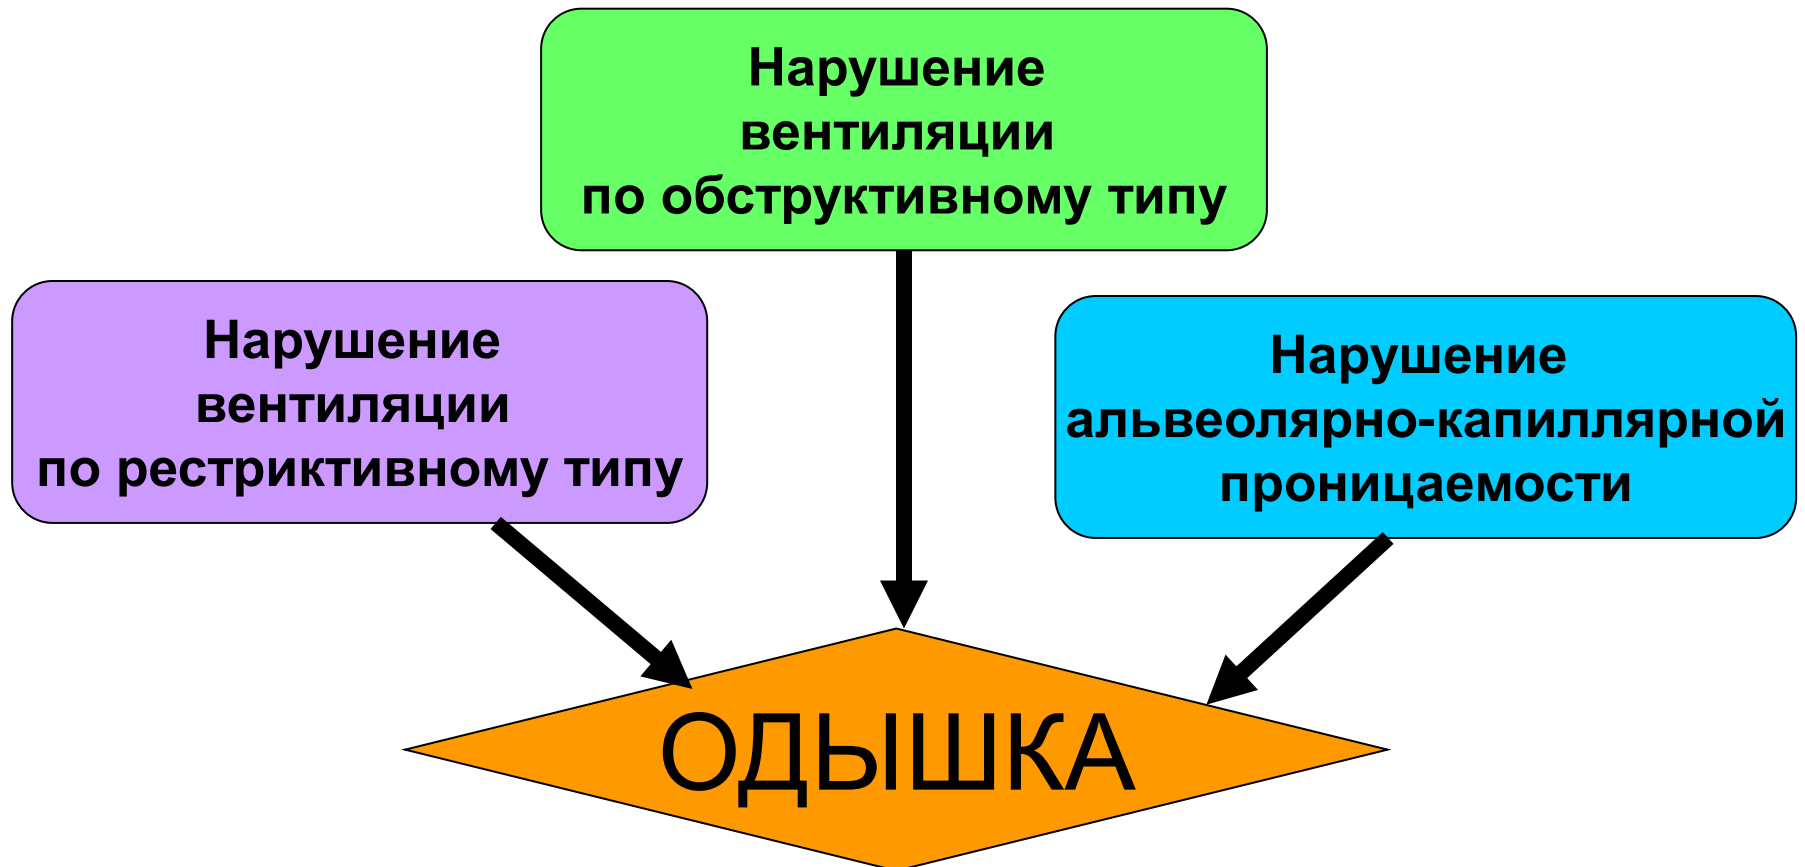 Нарушение
вентиляции
по обструктивному типу
Нарушение
вентиляции
по рестриктивному типу
Нарушение
альвеолярно-капиллярной
проницаемости
ОДЫШКА